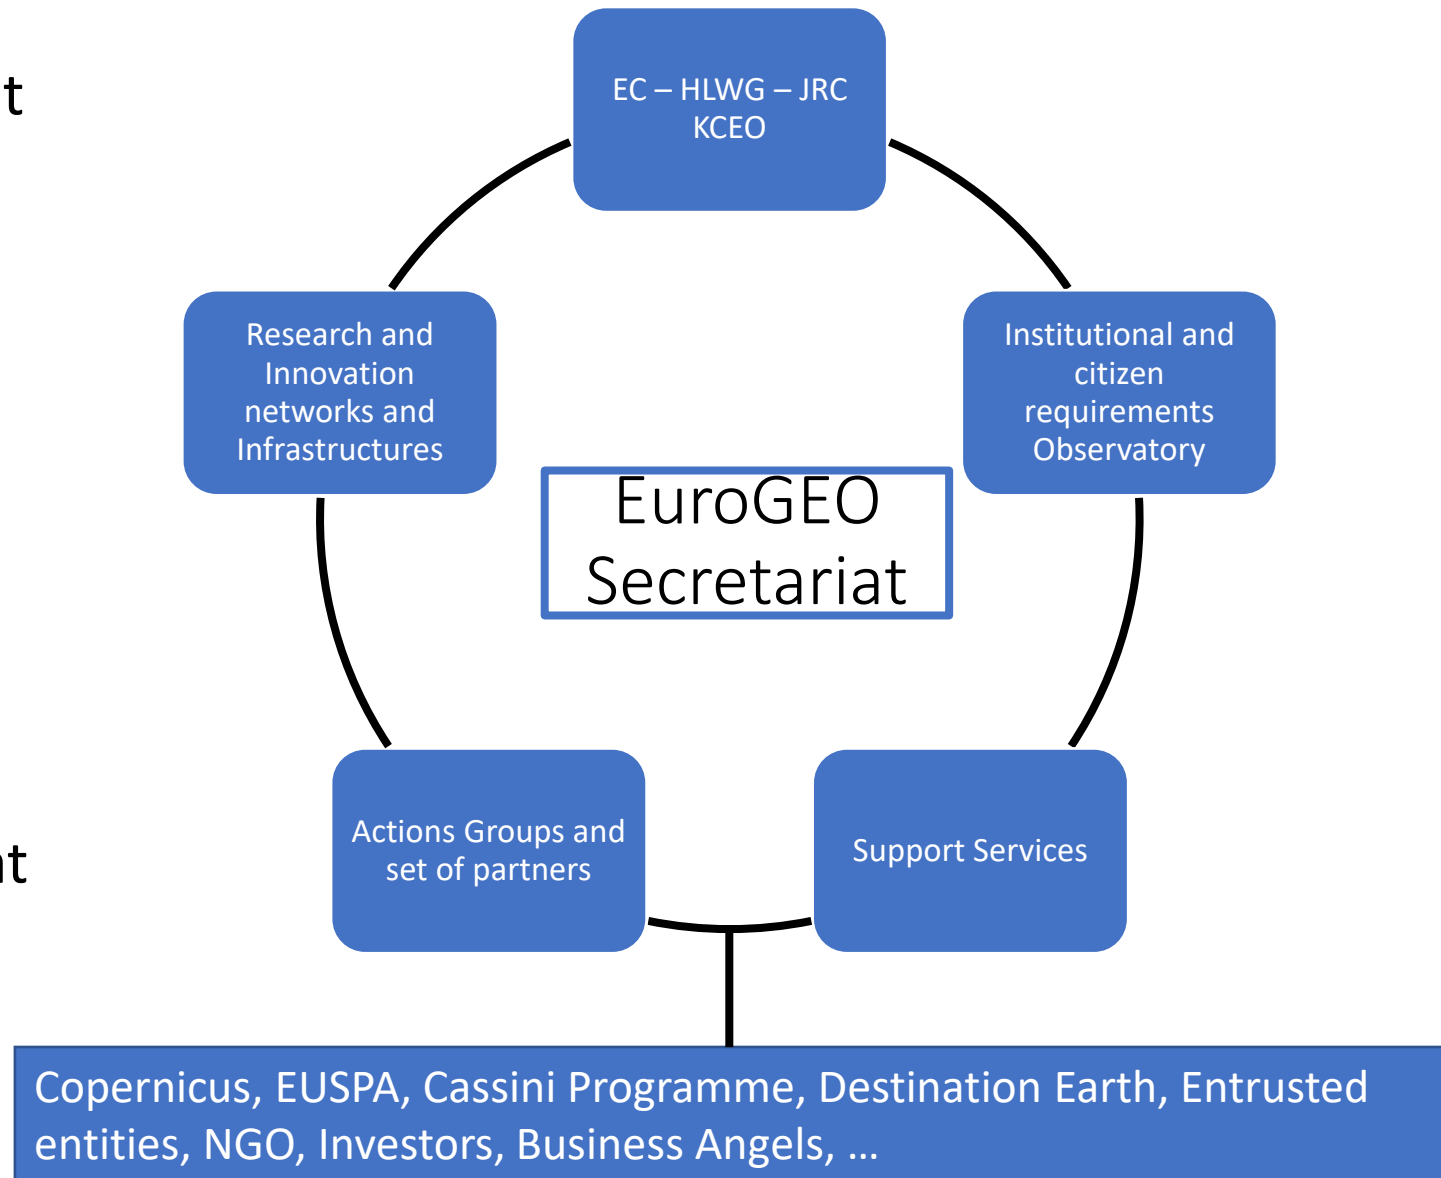 EC – HLWG – JRC
KCEO
t
Research and
Innovation
networks and
Infrastructures
Institutional and
citizen
requirements
Observatory
EuroGEO
Secretariat
Actions Groups and
set of partners
Support Services
nt
Copernicus, EUSPA, Cassini Programme, Destination Earth, Entrusted
entities, NGO, Investors, Business Angels, ...